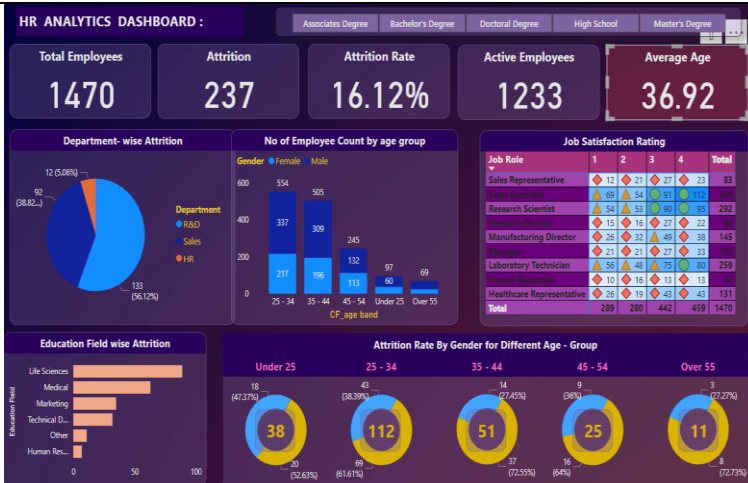 HR ANALYTICS DASHBOARD :
Associates Degree Bachelor's Degree Doctoral Degree High School Master's Degree
Total Employees
1470
Attrition
237
Attrition Rate
16.12%
Active Employees
1233
Average Age
36.92
Department- wise Attrition
12 (5.06%)
92
(38.82...)
133
(56.12%)
Department
R&D
Sales
HR
No of Employee Count by age group
Gender Female Male
600
400
200
0
554
337
217
505
309
196
245
132
113
97
60
69
25 - 34 35 - 44 45 - 54 Under 25 Over 55
CF_age band
Job Satisfaction Rating
Job Role 1 2 3 4 Total
Sales Representative 12 21 27 23 83
69 54 91 112
Research Scientist 54 53 90 95 292
15 16 27 22
Manufacturing Director 26 32 49 38 145
Manager 21 21 27 33
Laboratory Technician 56 48 75 80 259
Human Resources 10 16 13 13
Healthcare Representative 26 19 43 43 131
Total 289 280 442 459 1470
Education Field wise Attrition
Education Field
Life Sciences
Medical
Marketing
Technical D...
Other
Human Res...
0 50 100
Attrition Rate By Gender for Different Age - Group
Under 25 25 - 34 35 - 44 45 - 54 Over 55
18
(47.37%)
38
20
(52.63%)
43
(38.39%)
112
69
(61.61%)
14
(27.45%)
51
37
(72.55%)
9
(36%)
25
16
(64%)
3
(27.27%)
11
8
(72.73%)